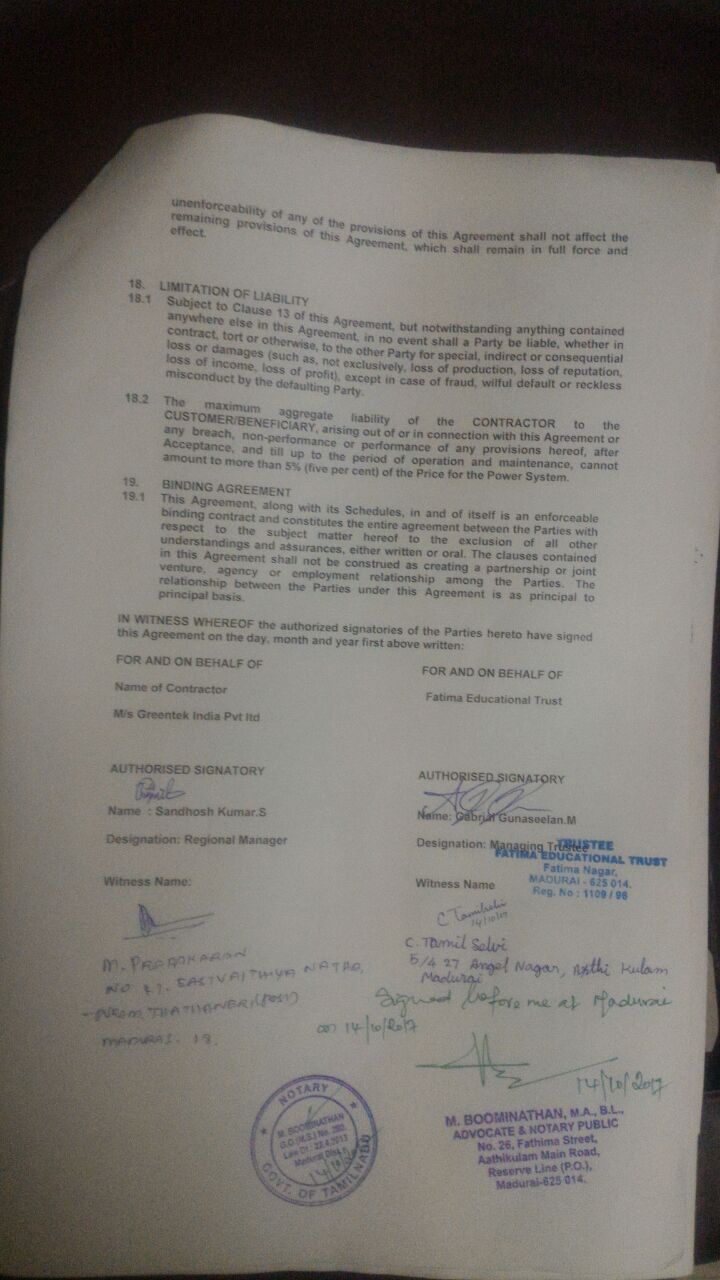 unenforceability of any of the provisions of this Agreement shall not affect the
remaining provisions of this Agreement, which shall remain in full force and
effect.
18. LIMITATION OF LIABILITY
18.1 Subject to Clause 13 of this Agreement, but notwithstanding anything contained
anywhere else in this Agreement, in no event shall a Party be liable, whether in
contract, tort or otherwise, to the other Party for special, indirect or consequential
loss or damages (such as, not exclusively, loss of production, loss of reputation,
loss of income, loss of profit), except in case of fraud, wilful default or reckless
misconduct by the defaulting Party.
18.2 The maximum aggregate liability of the CONTRACTOR to the
CUSTOMER/BENEFICIARY, arising out of or in connection with this Agreement or
any breach, non-performance or performance of any provisions hereof, after
Acceptance, and till up to the period of operation and maintenance, cannot
amount to more than 5% (five per cent) of the Price for the Power System.
19. BINDING AGREEMENT
19.1 This Agreement, along with its Schedules, in and of itself is an enforceable
binding contract and constitutes the entire agreement between the Parties with
respect to the subject matter hereof to the exclusion of all other
understandings and assurances, either written or oral. The clauses contained
in this Agreement shall not be construed as creating a partnership or joint
venture, agency or employment relationship among the Parties. The
relationship between the Parties under this Agreement is as principal to
principal basis.
IN WITNESS WHEREOF the authorized signatories of the Parties hereto have signed
this Agreement on the day, month and year first above written:
FOR AND ON BEHALF OF
Name of Contractor
M/s Greentek India Pvt ltd
AUTHORISED SIGNATORY
Name : Sandhosh Kumar.S
Designation: Regional Manager
Witness Name:
M. PRABAKARAN
NO 47. EAST VAITHIYA NATHA,
THATHANERI (POST)
MADURAI. 18.
FOR AND ON BEHALF OF
Fatima Educational Trust
AUTHORISED SIGNATORY
Name: Gabrial Gunaseelan.M
Designation: Managing Trustee
TRUSTEE
FATIMA EDUCATIONAL TRUST
Fatima Nagar,
MADURAI - 625 014.
Reg. No : 1109 / 96
Witness Name
14/10/17
C. Tamil Selvi
5/4 27 Angel Nagar, Kulam
Madurai
Signed before me at Madurai
on 14/10/2017
14/10/2017
NOTARY
M. BOOMINATHAN
G.O.(M.S.) No. 
Law Dt : 22.4.2013
Madurai Dist.
GOVT. OF TAMILNADU
M. BOOMINATHAN, M.A., B.L.,
ADVOCATE & NOTARY PUBLIC
No. 26, Fathima Street,
Aathikulam Main Road,
Reserve Line (P.O.),
Madurai-625 014.